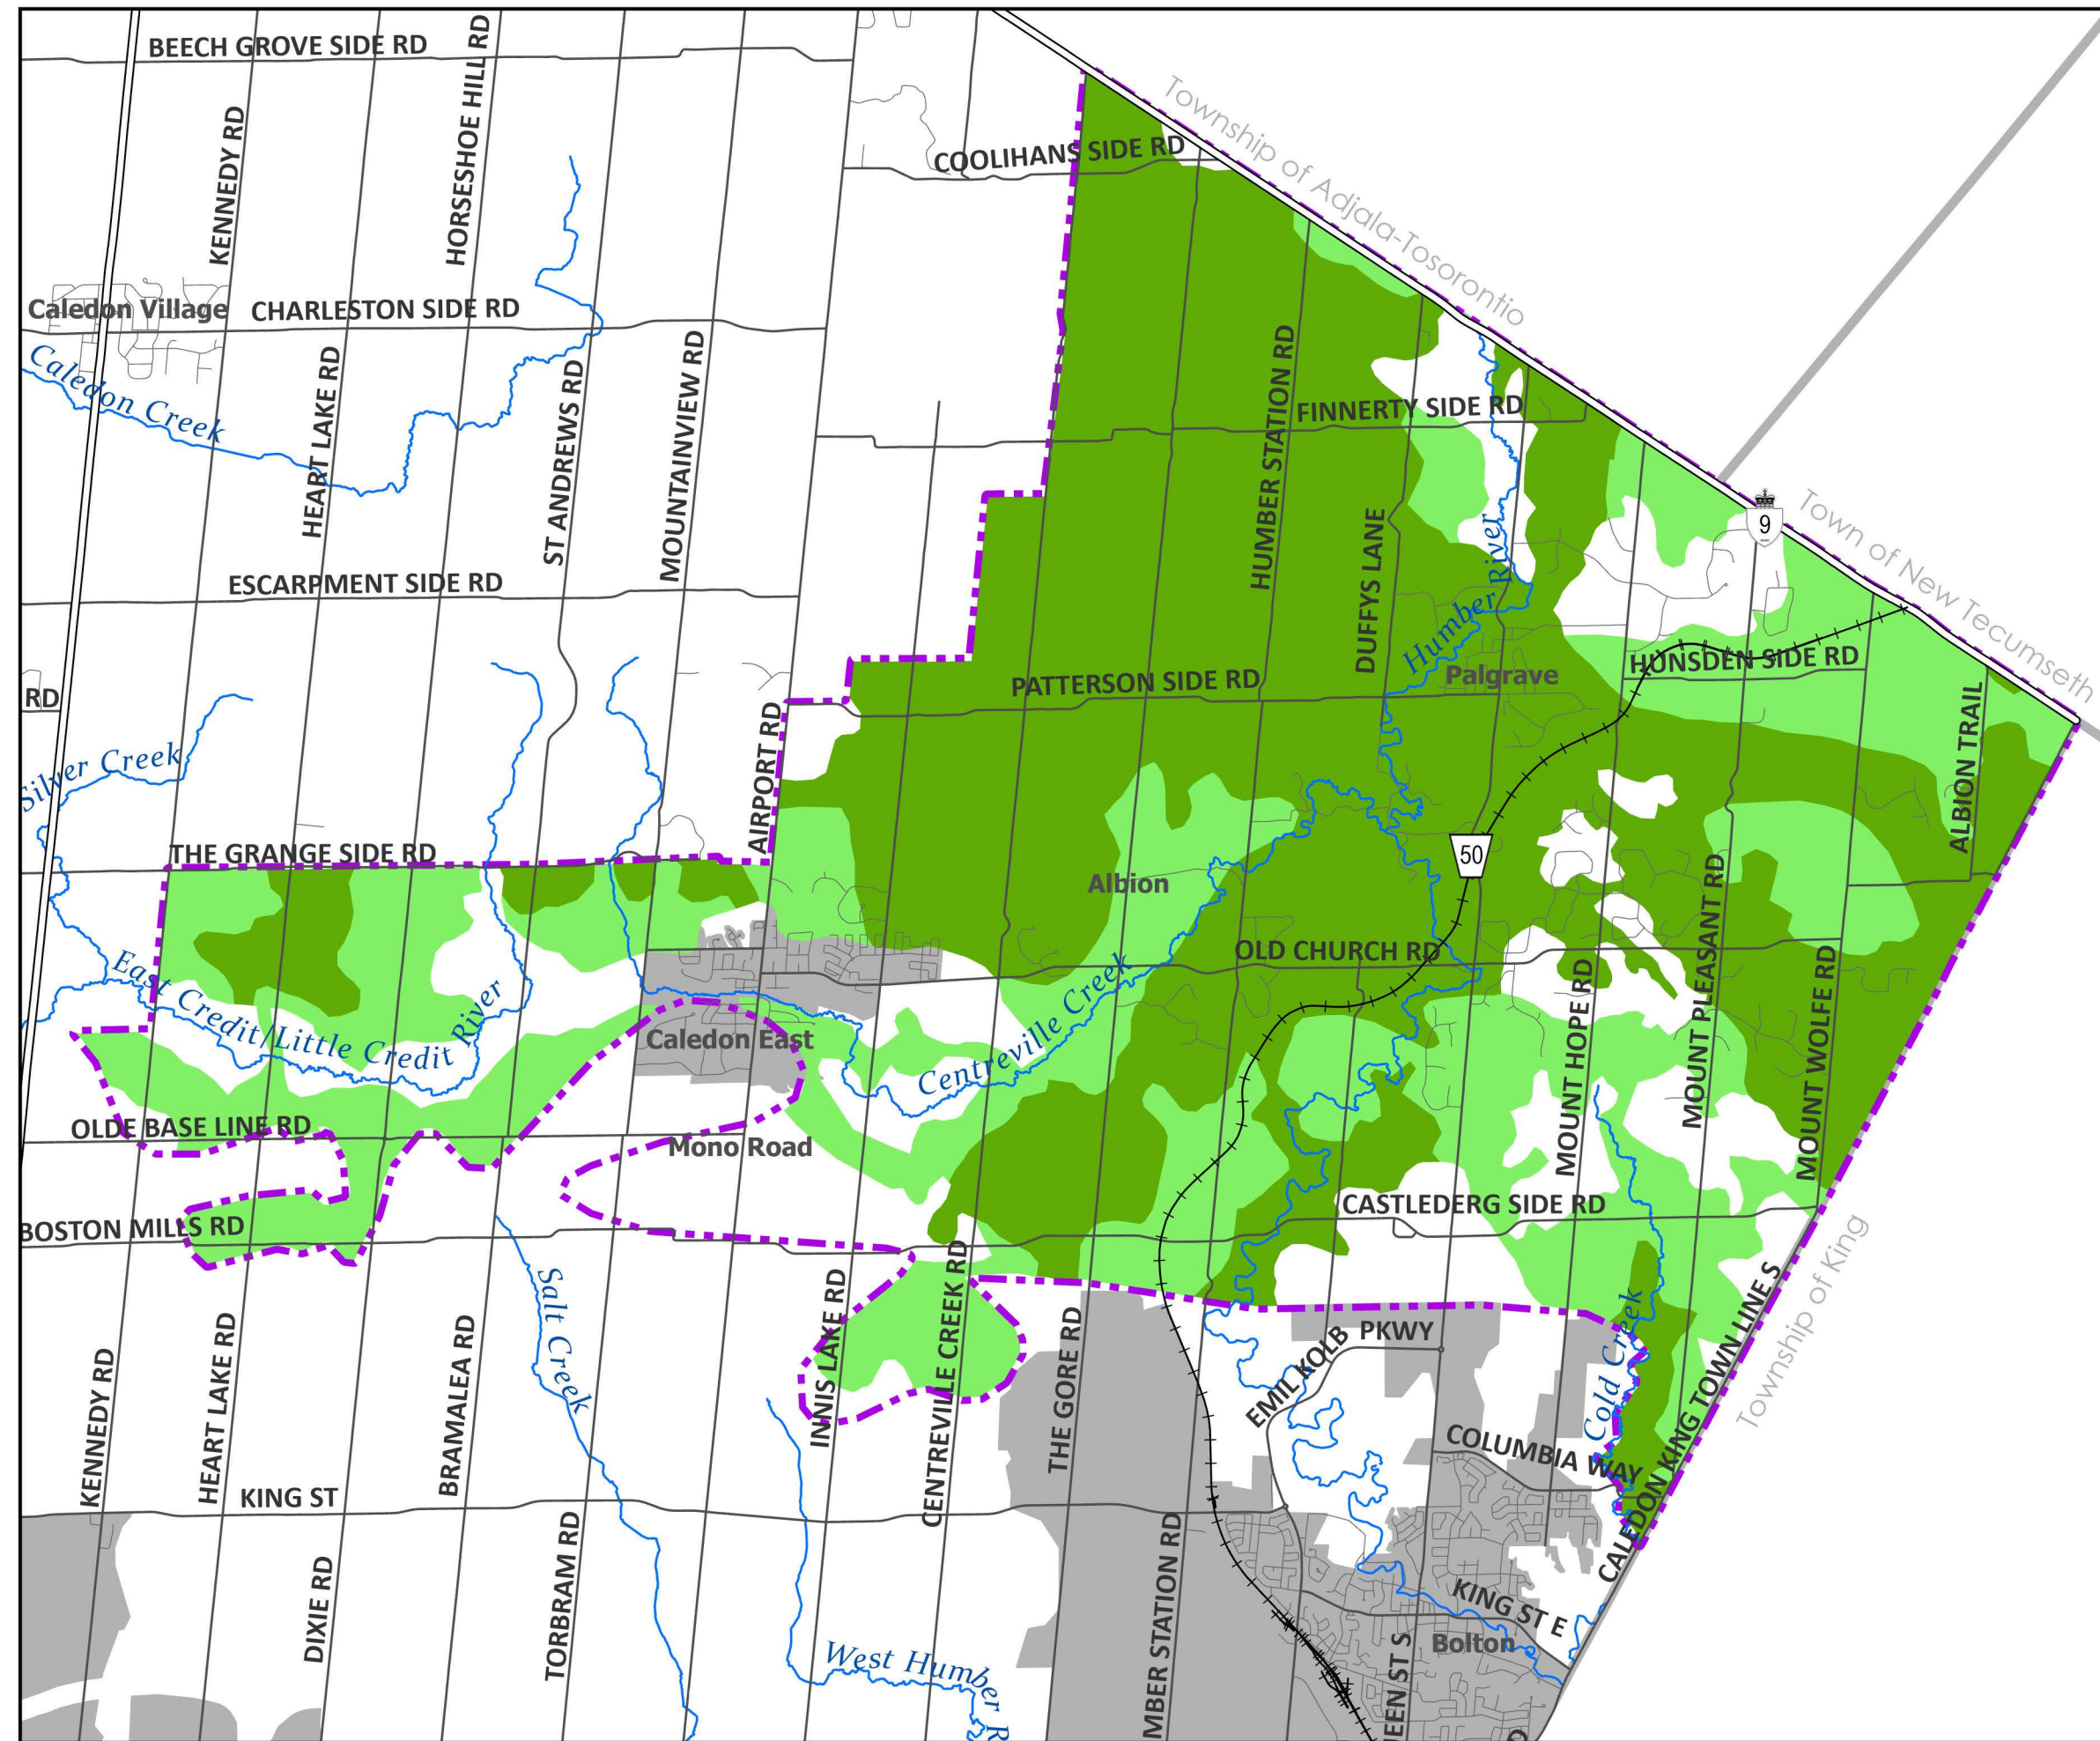 BEECH GROVE SIDE RD
KENNEDY RD
HORSESHOE HILL RD
COOLIHANS SIDE RD
Township of Adjala-Tosorontio
Caledon Village
CHARLESTON SIDE RD
Caledon Creek
HEART LAKE RD
ST ANDREWS RD
MOUNTAINVIEW RD
HUMBER STATION RD
FINNERTY SIDE RD
9
Town of New Tecumseth
DUFFYS LANE
Humber River
ESCARPMENT SIDE RD
RD
PATTERSON SIDE RD
Palgrave
HUNSDEN SIDE RD
ALBION TRAIL
Silver Creek
AIRPORT RD
THE GRANGE SIDE RD
50
Albion
OLD CHURCH RD
MOUNT PLEASANT RD
East Credit/Little Credit River
Caledon East
Centreville Creek
MOUNT HOPE RD
MOUNT WOLFE RD
OLDE BASE LINE RD
Mono Road
CASTLEDERG SIDE RD
BOSTON MILLS RD
Township of King
Salt Creek
INNIS LAKE RD
CENTREVILLE CREEK RD
THE GORE RD
EMIL KOLB PKWY
Cold Creek
CALEDON KING TOWN LINE S
KENNEDY RD
HEART LAKE RD
BRAMALEA RD
COLUMBIA WAY
KING ST
DIXIE RD
TORBRAM RD
MBER STATION RD
KING ST E
Bolton
EEN ST S
West Humber R